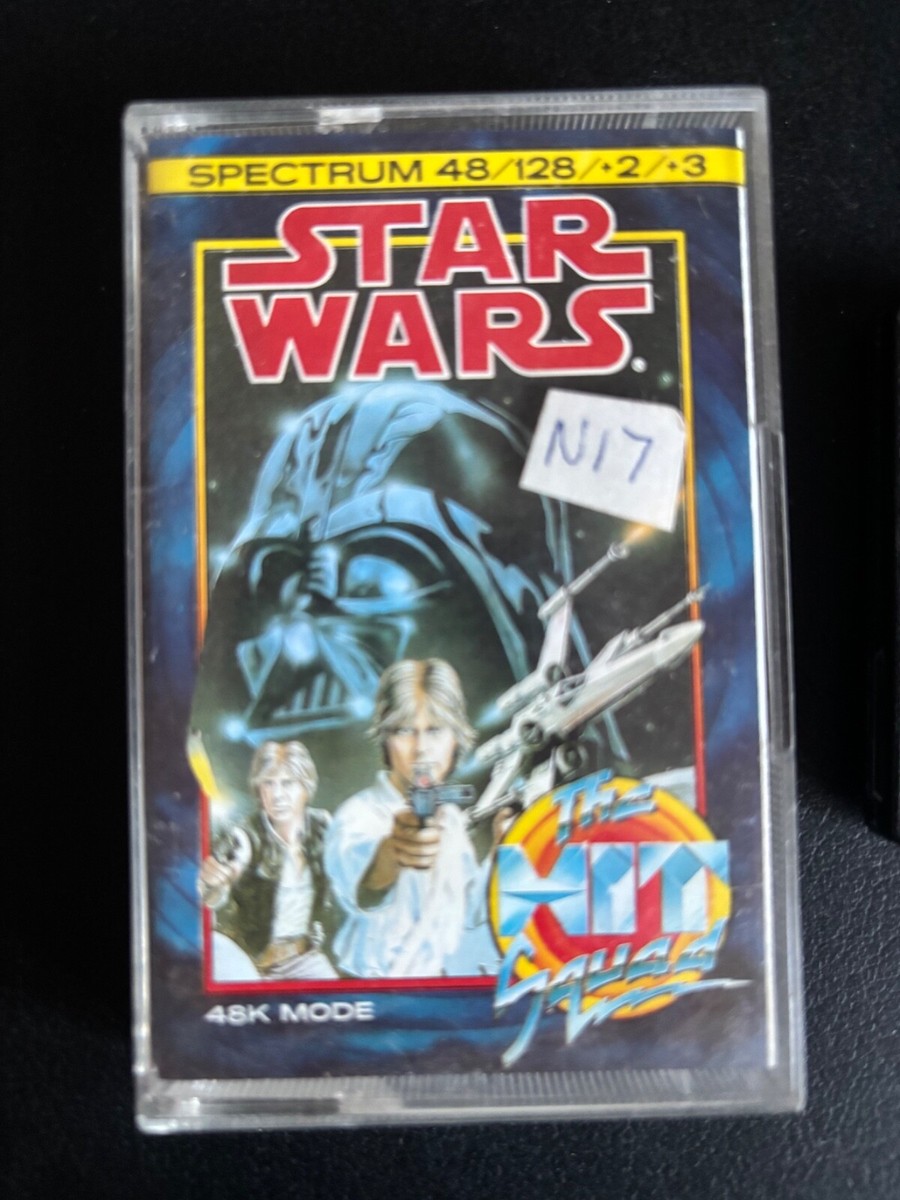 SPECTRUM 48/128/+2/+3
STAR
WARS.
N17
The
HIT
Squad
48K MODE